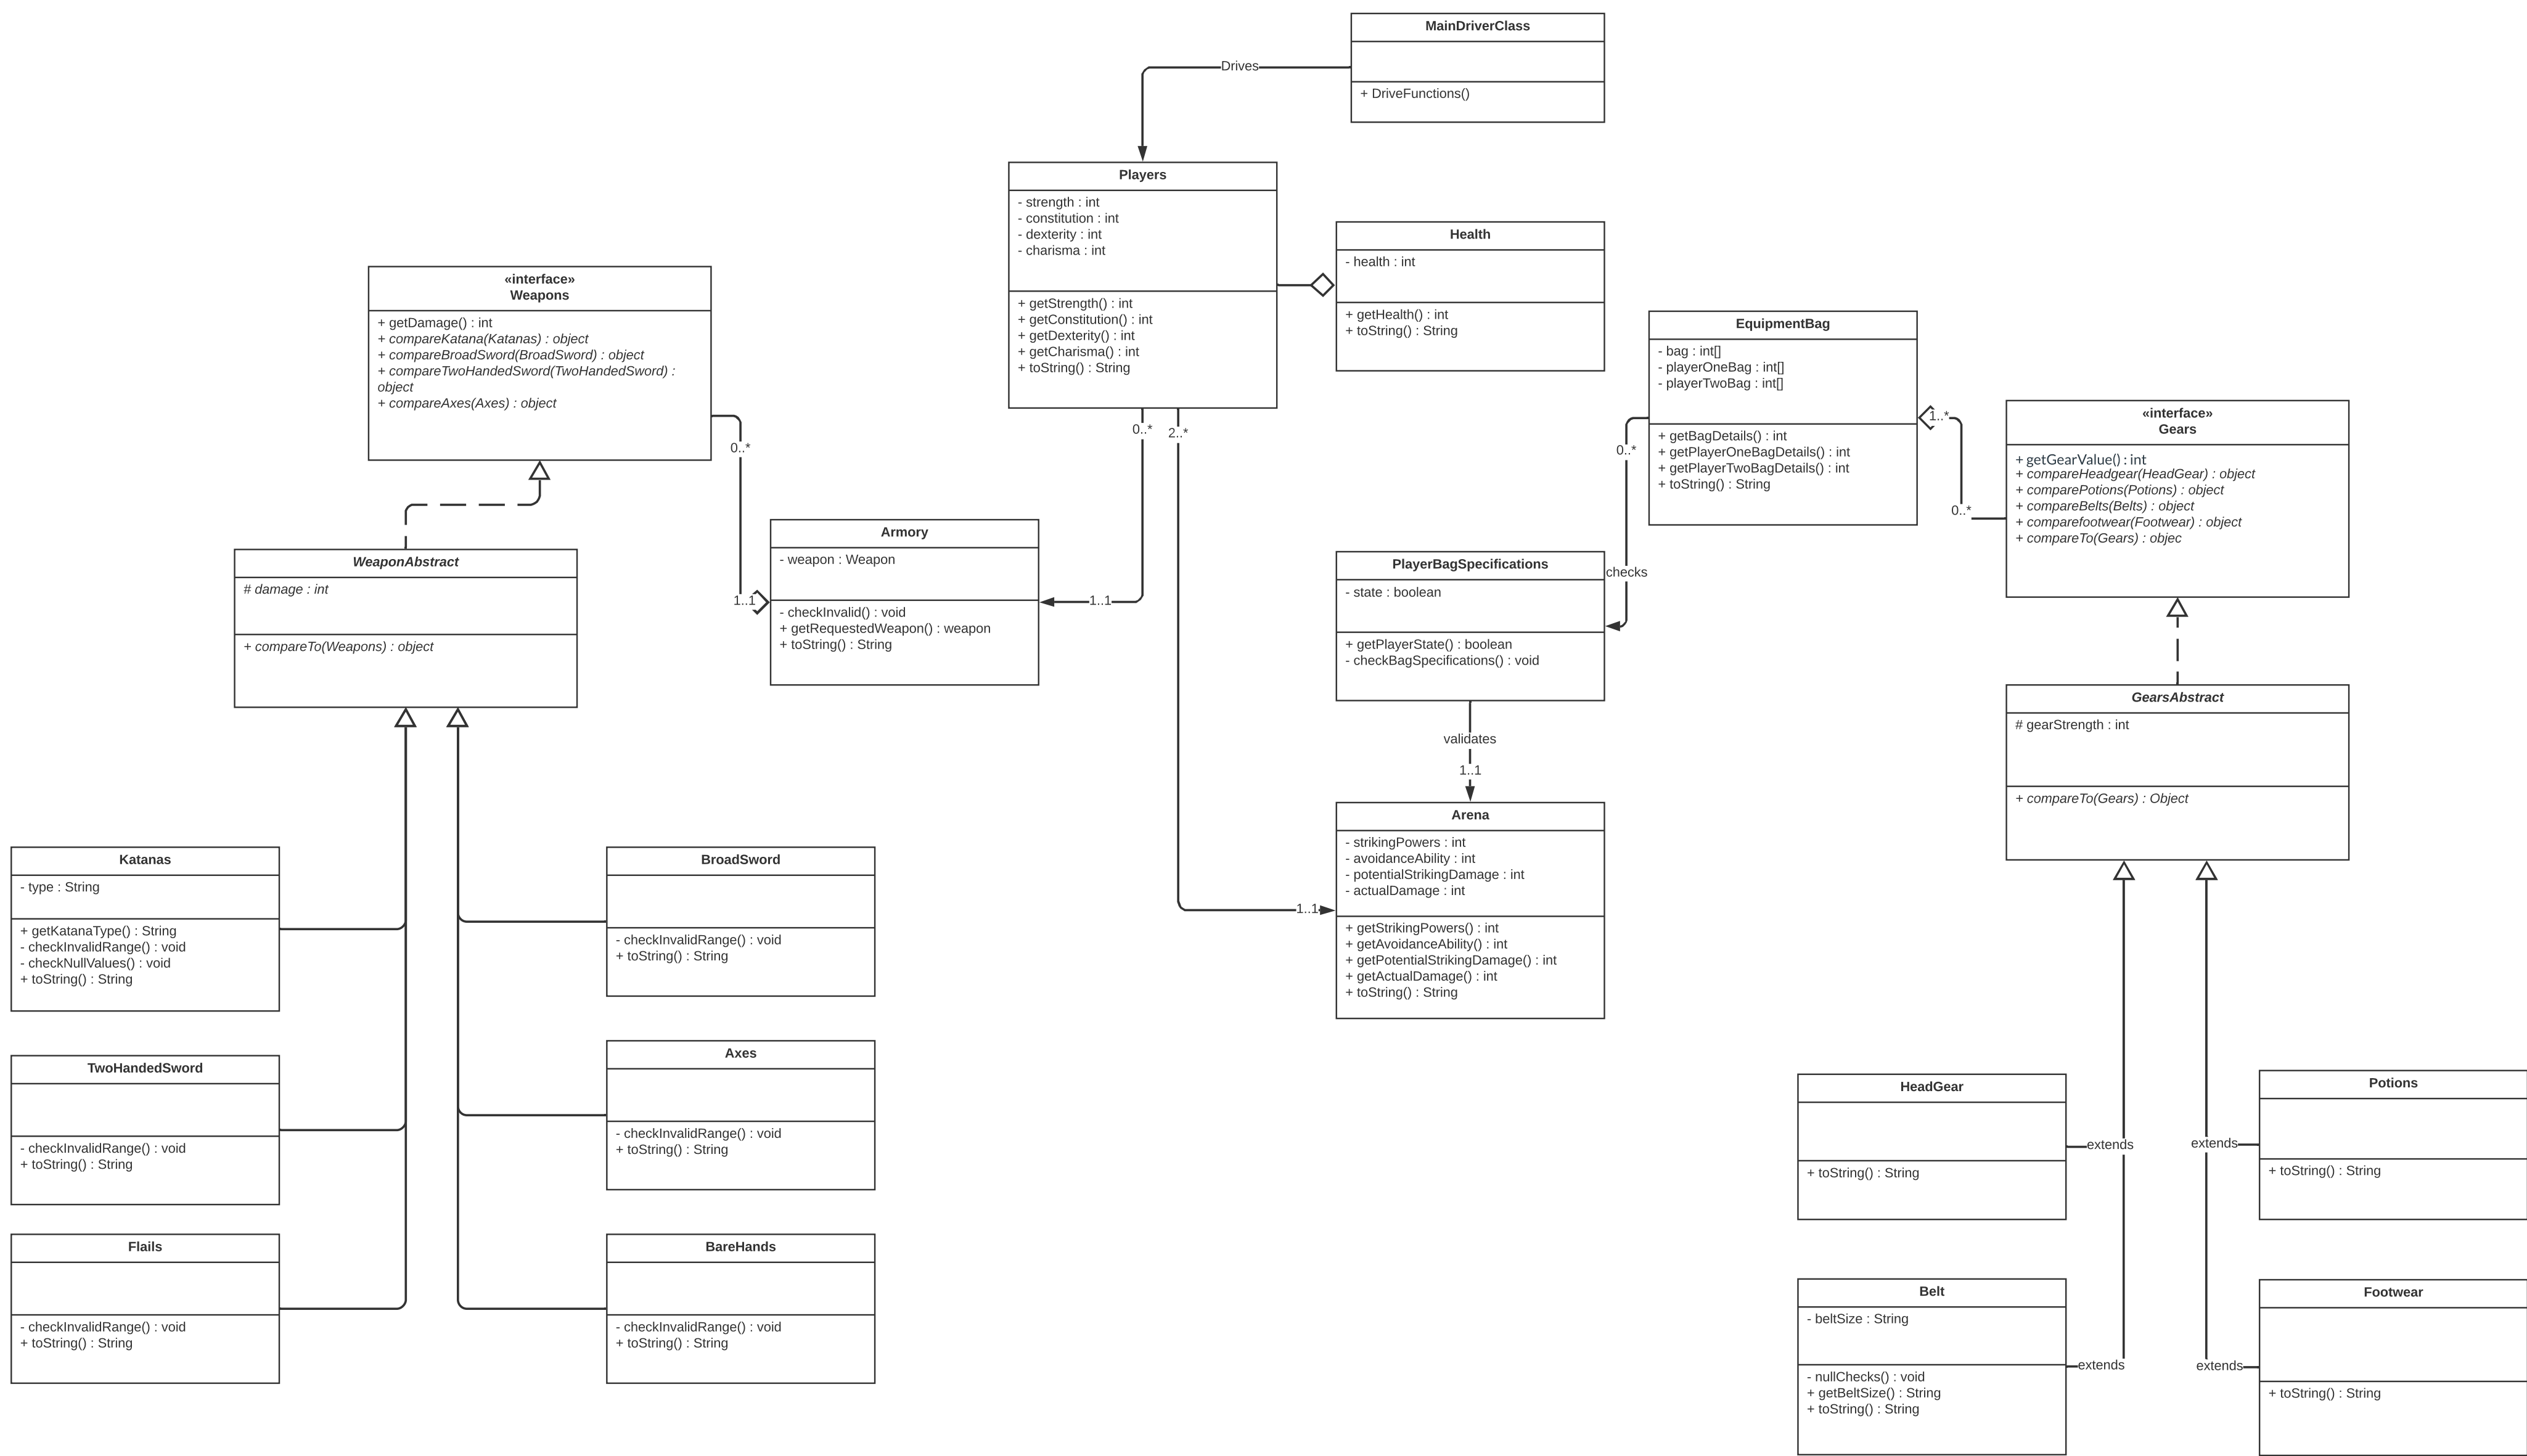 MainDriverClass
+ DriveFunctions()
Drives
Players
- strength : int
- constitution : int
- dexterity : int
- charisma : int
+ getStrength() : int
+ getConstitution() : int
+ getDexterity() : int
+ getCharisma() : int
+ toString() : String
Health
- health : int
+ getHealth() : int
+ toString() : String
«interface»
Weapons
+ getDamage() : int
+ compareKatana(Katanas) : object
+ compareBroadSword(BroadSword) : object
+ compareTwoHandedSword(TwoHandedSword) :
object
+ compareAxes(Axes) : object
0..*
1..1
0..*
2..*
1..1
EquipmentBag
- bag : int[]
- playerOneBag : int[]
- playerTwoBag : int[]
+ getBagDetails() : int
+ getPlayerOneBagDetails() : int
+ getPlayerTwoBagDetails() : int
+ toString() : String
1..*
0..*
0..*
checks
«interface»
Gears
+ getGearValue() : int
+ compareHeadgear(HeadGear) : object
+ comparePotions(Potions) : object
+ compareBelts(Belts) : object
+ comparefootwear(Footwear) : object
+ compareTo(Gears) : objec
WeaponAbstract
# damage : int
+ compareTo(Weapons) : object
Armory
- weapon : Weapon
- checkInvalid() : void
+ getRequestedWeapon() : weapon
+ toString() : String
PlayerBagSpecifications
- state : boolean
+ getPlayerState() : boolean
- checkBagSpecifications() : void
validates
1..1
GearsAbstract
# gearStrength : int
+ compareTo(Gears) : Object
Arena
- strikingPowers : int
- avoidanceAbility : int
- potentialStrikingDamage : int
- actualDamage : int
+ getStrikingPowers() : int
+ getAvoidanceAbility() : int
+ getPotentialStrikingDamage() : int
+ getActualDamage() : int
+ toString() : String
1..1
Katanas
- type : String
+ getKatanaType() : String
- checkInvalidRange() : void
- checkNullValues() : void
+ toString() : String
BroadSword
- checkInvalidRange() : void
+ toString() : String
TwoHandedSword
- checkInvalidRange() : void
+ toString() : String
Axes
- checkInvalidRange() : void
+ toString() : String
Flails
- checkInvalidRange() : void
+ toString() : String
BareHands
- checkInvalidRange() : void
+ toString() : String
HeadGear
+ toString() : String
extends
extends
Potions
+ toString() : String
Belt
- beltSize : String
- nullChecks() : void
+ getBeltSize() : String
+ toString() : String
extends
extends
Footwear
+ toString() : String